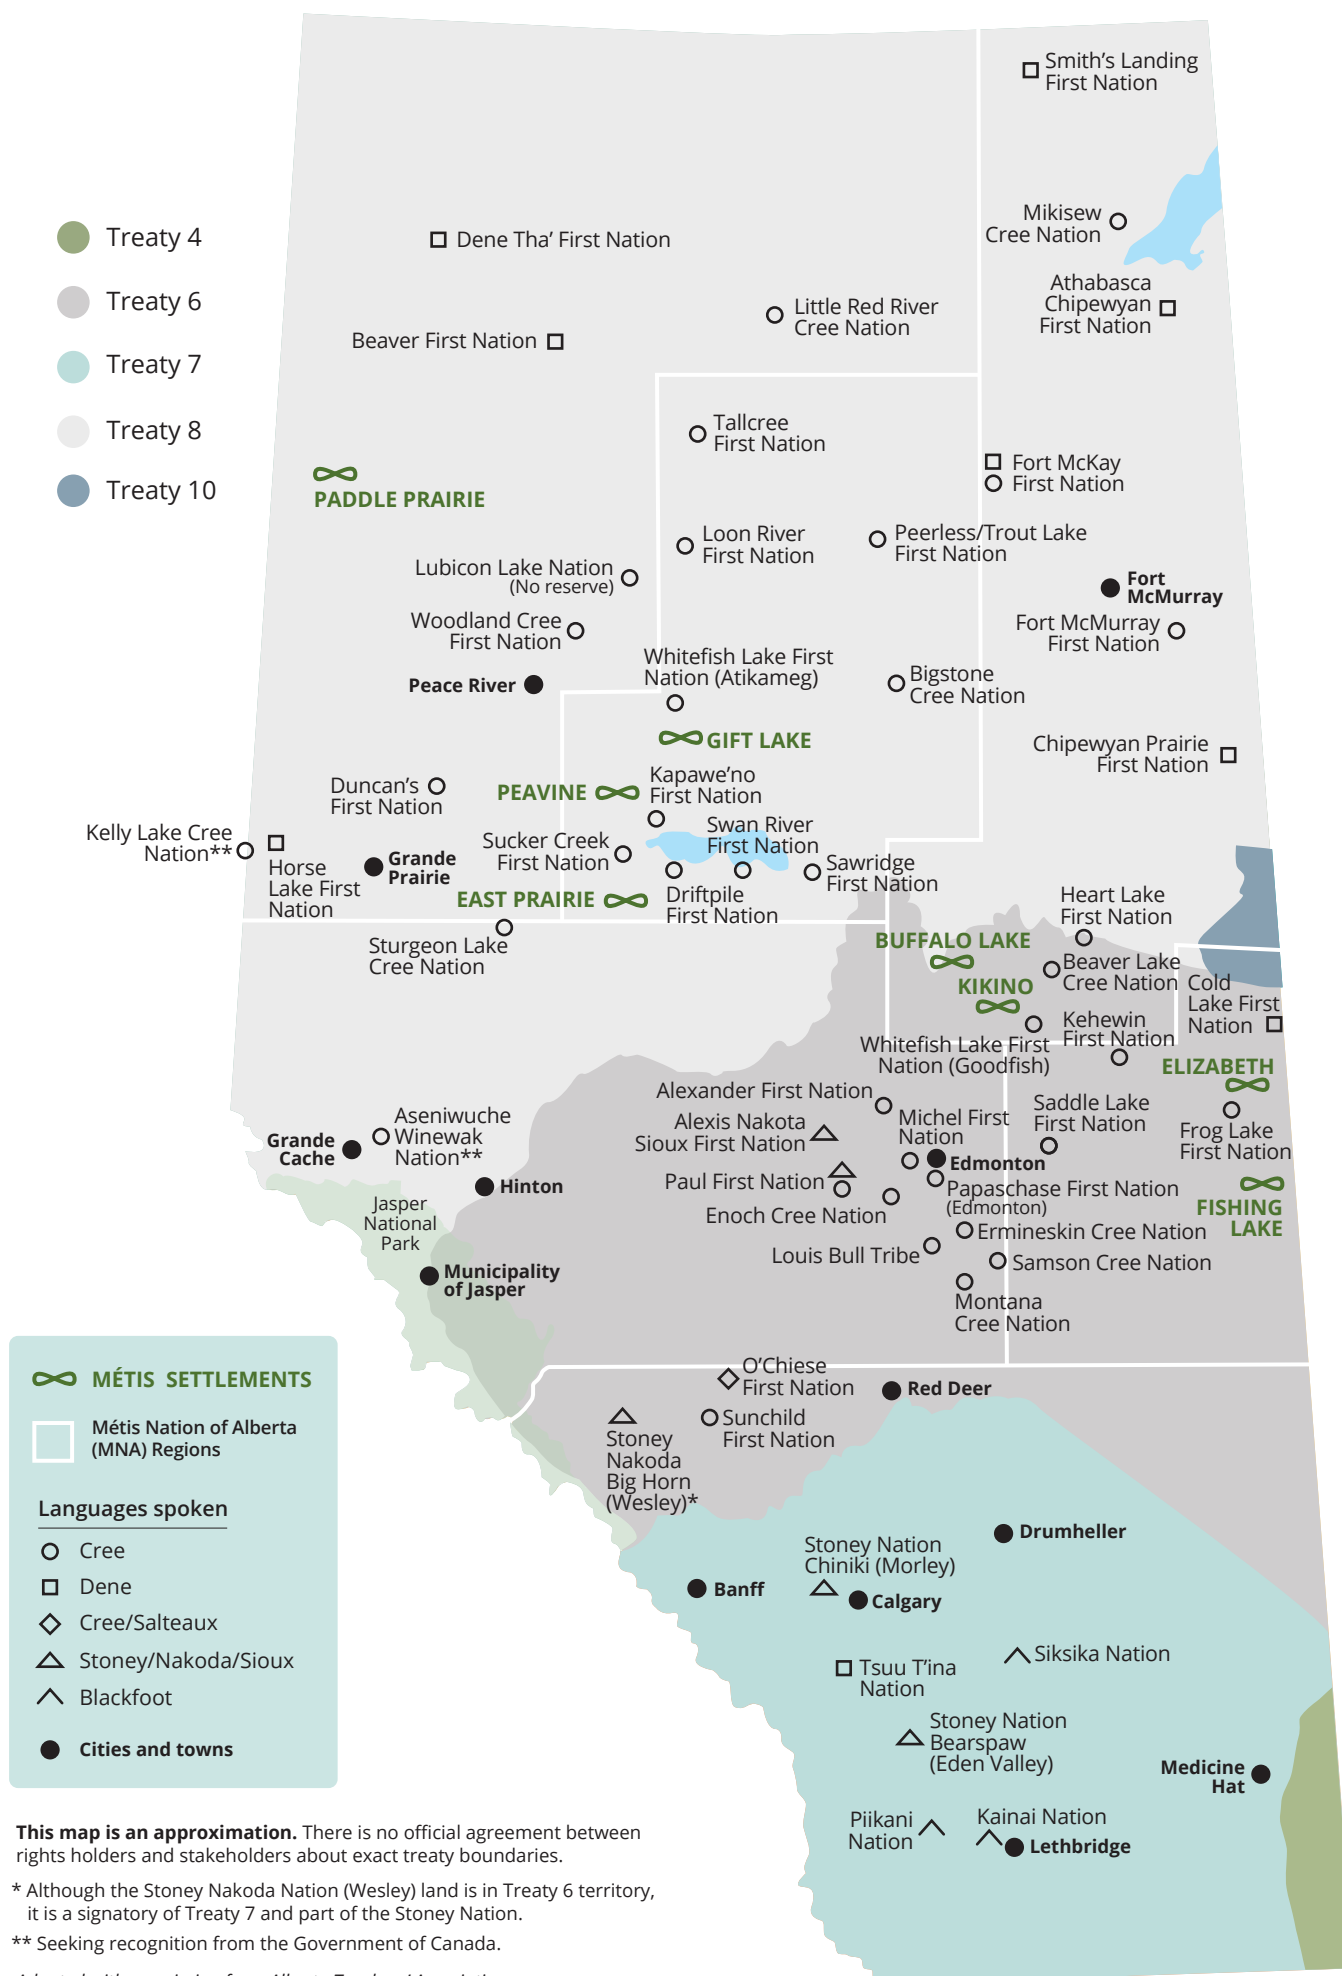 Smith’s Landing
First Nation
Mikisew
Cree Nation
Treaty 4
Treaty 6
Treaty 7
Treaty 8
Treaty 10
Dene Tha’ First Nation
Athabasca
Chipewyan
First Nation
Little Red River
Cree Nation
Beaver First Nation
Tallcree
First Nation
Fort McKay
First Nation
PADDLE PRAIRIE
Loon River
First Nation
Peerless/Trout Lake
First Nation
Lubicon Lake Nation
(No reserve)
Fort
McMurray
Woodland Cree
First Nation
Fort McMurray
First Nation
Whitefish Lake First
Nation (Atikameg)
Peace River
Bigstone
Cree Nation
GIFT LAKE
Chipewyan Prairie
First Nation
Duncan’s
First Nation
PEAVINE
Kapawe’no
First Nation
Kelly Lake Cree
Nation**
Horse
Lake First
Nation
Grande
Prairie
Sucker Creek
First Nation
Swan River
First Nation
Sawridge
First Nation
EAST PRAIRIE
Driftpile
First Nation
Heart Lake
First Nation
Sturgeon Lake
Cree Nation
BUFFALO LAKE
Beaver Lake
Cree Nation
KIKINO
Cold
Lake First
Nation
Kehewin
First Nation
Whitefish Lake First
Nation (Goodfish)
ELIZABETH
Alexander First Nation
Saddle Lake
First Nation
Alexis Nakota
Sioux First Nation
Michel First
Nation
Aseniwuche
Winewak
Nation**
Grande
Cache
Frog Lake
First Nation
Edmonton
Paul First Nation
Hinton
Papaschase First Nation
(Edmonton)
Jasper
National
Park
Enoch Cree Nation
FISHING
LAKE
Ermineskin Cree Nation
Louis Bull Tribe
Samson Cree Nation
Municipality
of Jasper
Montana
Cree Nation
O’Chiese
First Nation
Red Deer
Sunchild
First Nation
Stoney
Nakoda
Big Horn
(Wesley)*
MÉTIS SETTLEMENTS
Métis Nation of Alberta
(MNA) Regions
Languages spoken
Cree
Dene
Cree/Salteaux
Stoney/Nakoda/Sioux
Blackfoot
Cities and towns
Drumheller
Stoney Nation
Chiniki (Morley)
Banff
Calgary
Siksika Nation
Tsuu T’ina
Nation
Stoney Nation
Bearspaw
(Eden Valley)
Medicine
Hat
Piikani
Nation
Kainai Nation
Lethbridge
This map is an approximation. There is no official agreement between
rights holders and stakeholders about exact treaty boundaries.
* Although the Stoney Nakoda Nation (Wesley) land is in Treaty 6 territory,
it is a signatory of Treaty 7 and part of the Stoney Nation.
** Seeking recognition from the Government of Canada.